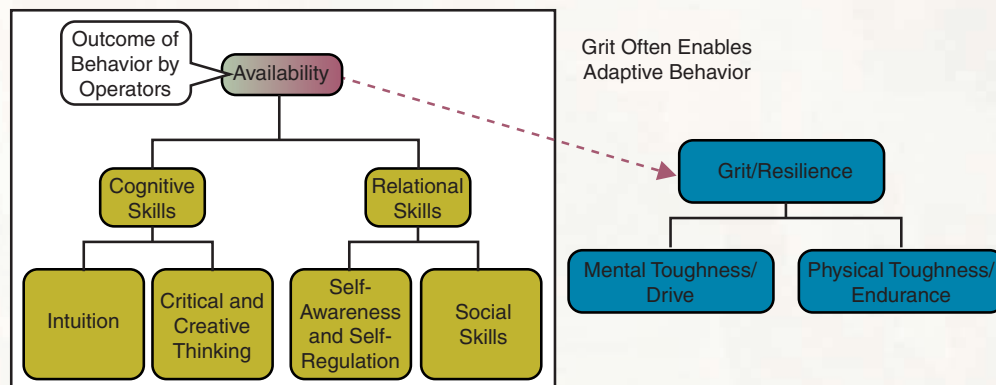 Outcome of
Behavior by
Operators
Availability
Grit Often Enables
Adaptive Behavior
Cognitive
Skills
Relational
Skills
Grit/Resilience
Intuition
Critical and
Creative
Thinking
Self-
Awareness
and Self-
Regulation
Social
Skills
Mental Toughness/
Drive
Physical Toughness/
Endurance